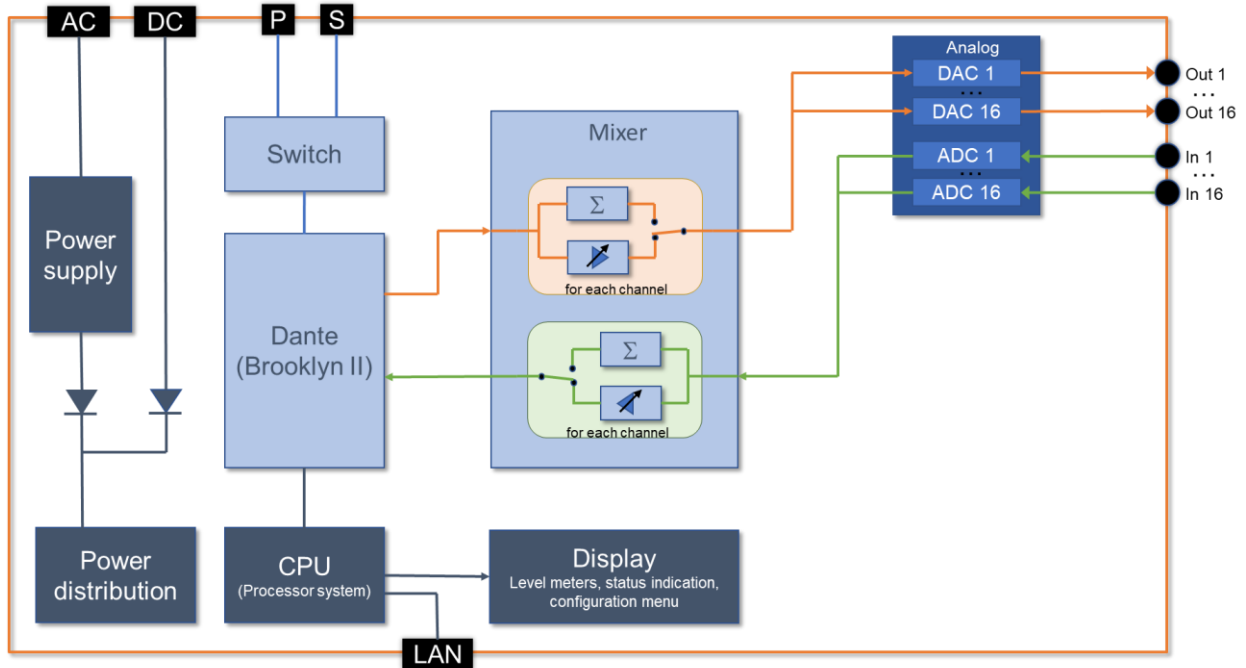 AC
DC
P
S
Analog
DAC 1
...
DAC 16
ADC 1
...
ADC 16
Out 1
...
Out 16
In 1
...
In 16
Switch
Mixer
Σ
for each channel
Σ
for each channel
Power
supply
Dante
(Brooklyn II)
Power
distribution
CPU
(Processor system)
Display
Level meters, status indication,
configuration menu
LAN